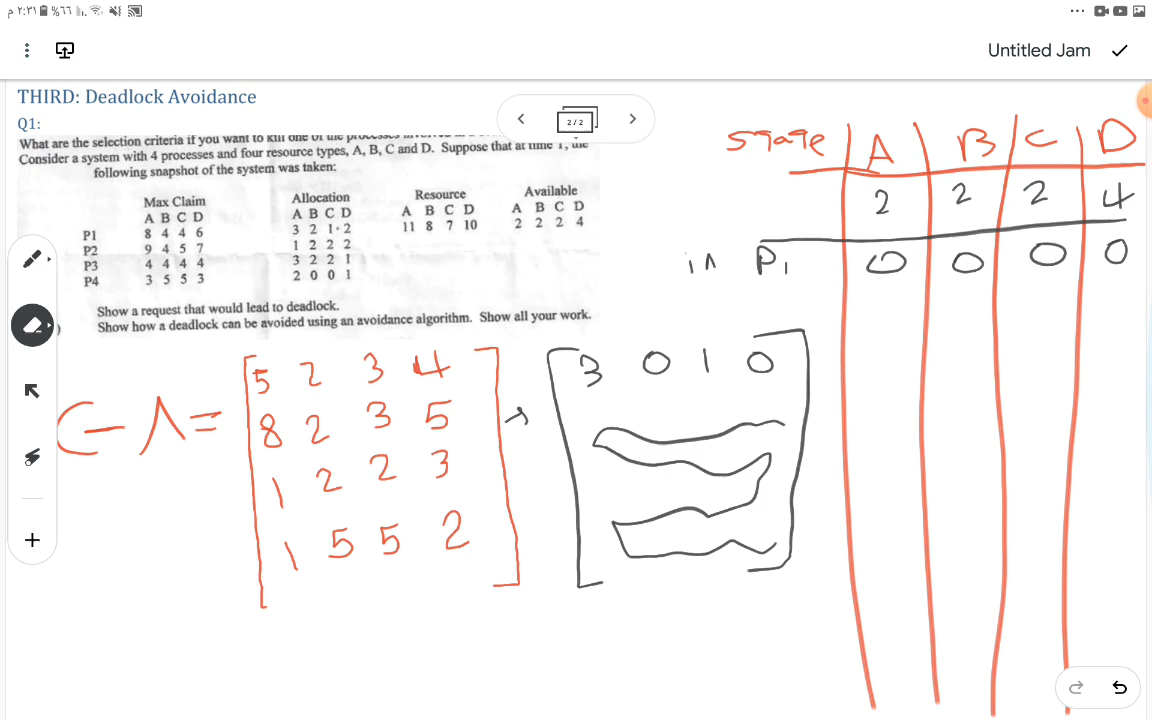 م ٢:٣١ %٦٦
Untitled Jam
2 / 2
THIRD: Deadlock Avoidance
Q1:
What are the selection criteria if you want to kill one of the processes
Consider a system with 4 processes and four resource types, A, B, C and D. Suppose that at time 1, the
following snapshot of the system was taken:
Max Claim Allocation Resource Available
A B C D A B C D A B C D A B C D
P1 8 4 4 6 3 2 1 2 11 8 7 10 2 2 2 4
P2 9 4 5 7 1 2 2 2
P3 4 4 4 4 3 2 2 1
P4 3 5 5 3 2 0 0 1
Show a request that would lead to deadlock.
) Show how a deadlock can be avoided using an avoidance algorithm. Show all your work.
state A B C D
2 2 2 4
in P1 0 0 0 0
C - A =
5 2 3 4
8 2 3 5
1 2 2 3
1 5 5 2
3 0 1 0